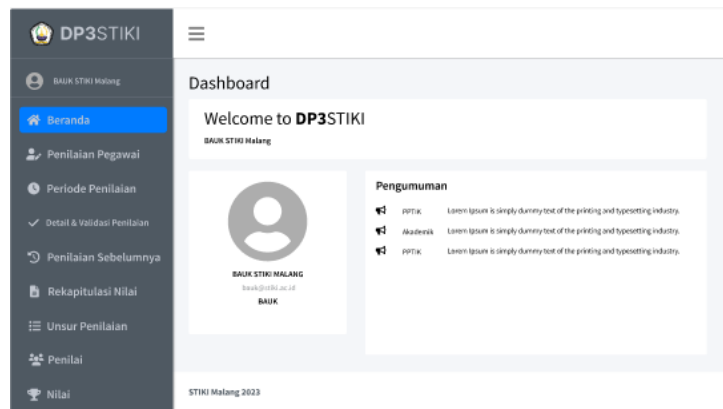 DP3STIKI
BAUK STIKI Malang
Beranda
Penilaian Pegawai
Periode Penilaian
Detail & Validasi Penilaian
Penilaian Sebelumnya
Rekapitulasi Nilai
Unsur Penilaian
Penilai
Nilai
Dashboard
Welcome to DP3STIKI
BAUK STIKI Malang
BAUK STIKI MALANG
bauk@stiki.ac.id
BAUK
Pengumuman
PPTIK Lorem Ipsum is simply dummy text of the printing and typesetting industry.
Akademik Lorem Ipsum is simply dummy text of the printing and typesetting industry.
PPTIK Lorem Ipsum is simply dummy text of the printing and typesetting industry.
STIKI Malang 2023